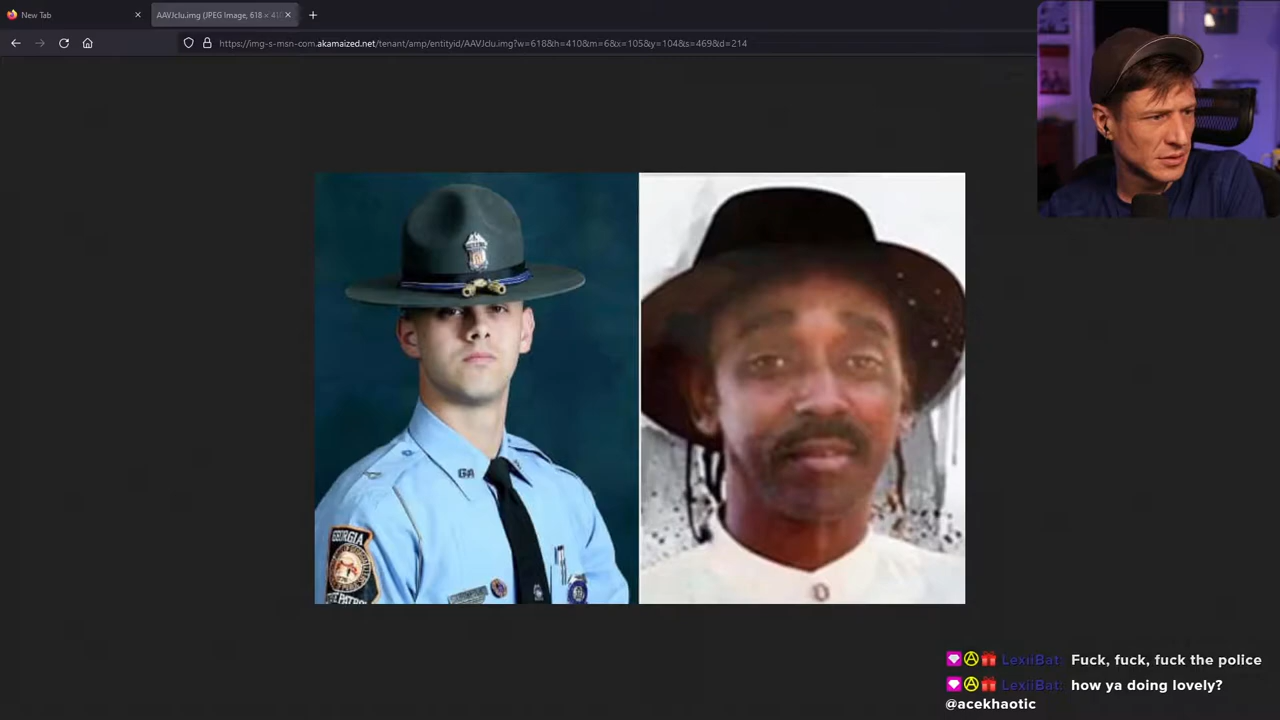 New Tab
AAVJclu.img (JPEG Image, 618 × 410
https://img-s-msn-com.akamaized.net/tenant/amp/entityid/AAVJclu.img?w=618&h=410&m=6&x=105&y=104&s=469&d=214
GA
GEORGIA
LexiiBat: Fuck, fuck, fuck the police
LexiiBat: how ya doing lovely?
@acekhaotic